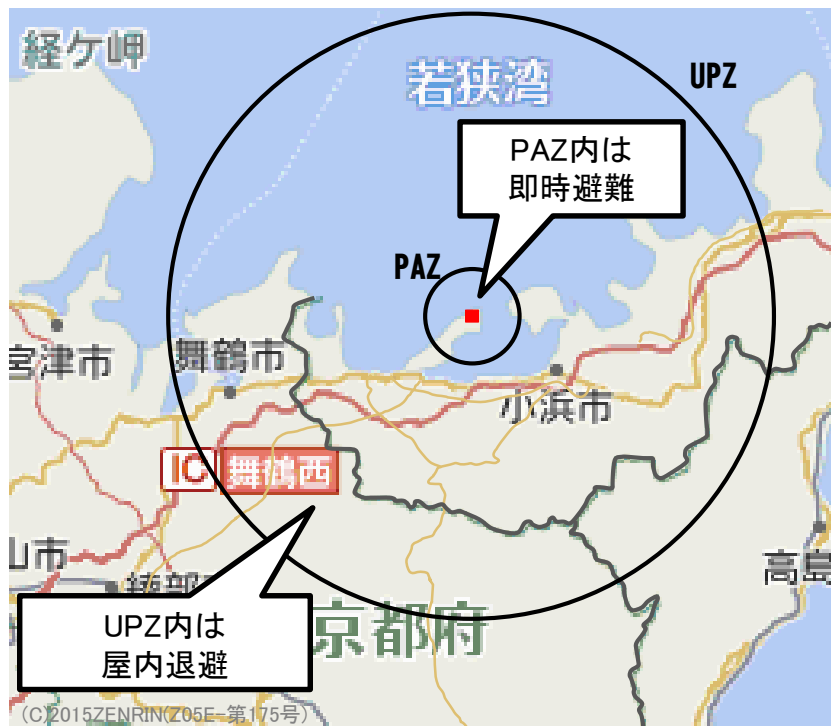 経ケ岬
若狭湾
UPZ
PAZ内は
即時避難
PAZ
宮津市
舞鶴市
小浜市
IC 舞鶴西
山市
綾部
高島
UPZ内は
屋内退避
京都府
(C)2015ZENRIN(Z05E-第175号)